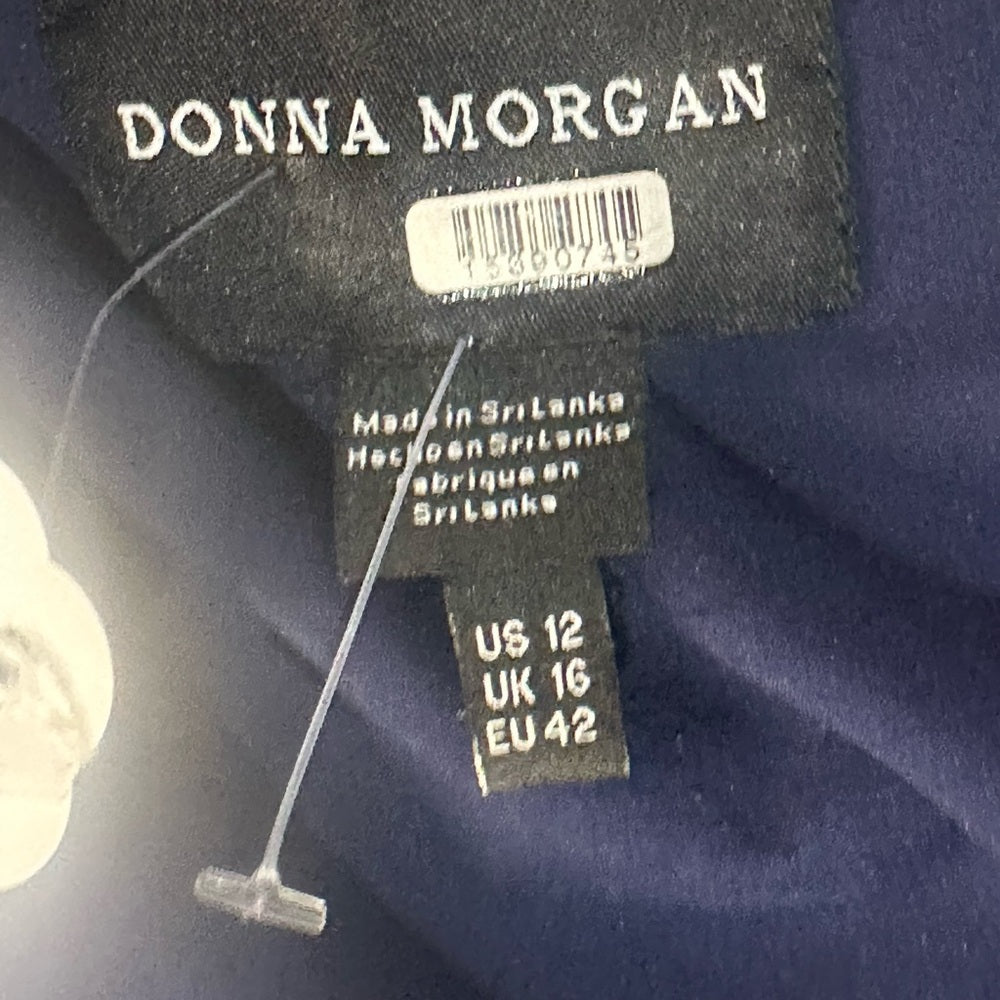 DONNA MORGAN
Made in Sri Lanka
Hecho en Sri Lanka
Fabrique en
Sri Lanka
US 12
UK 16
EU 42